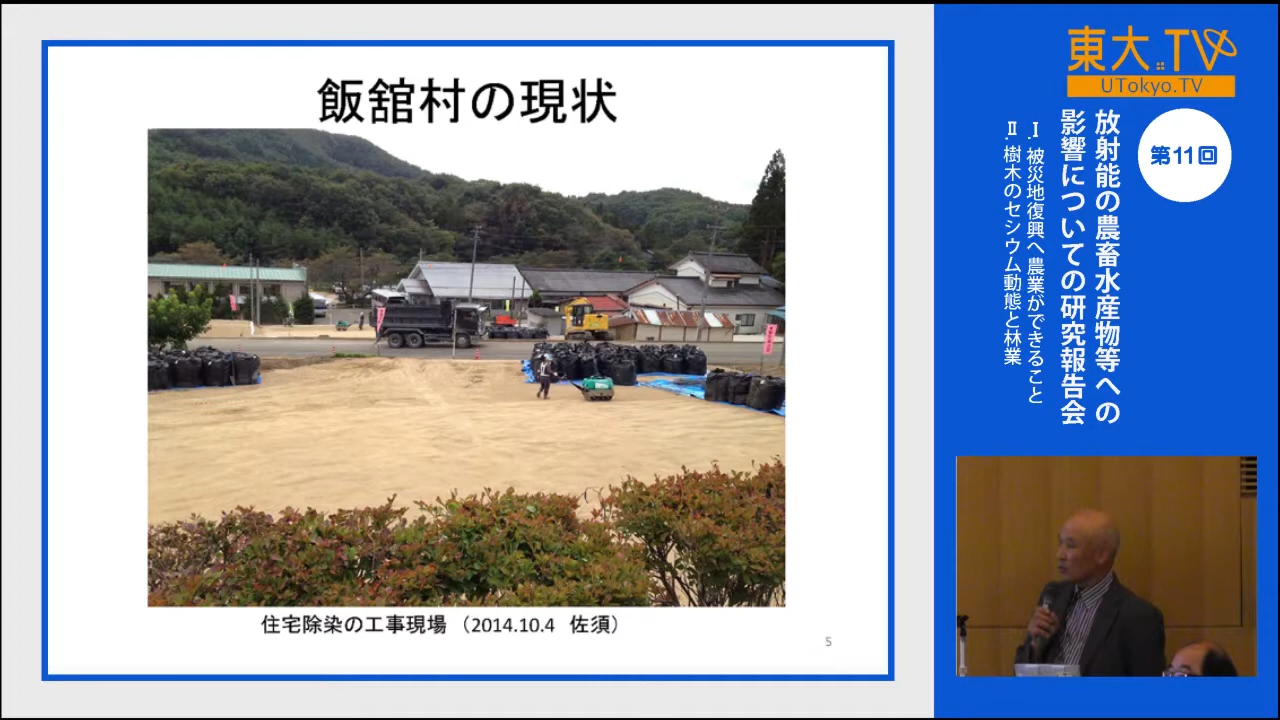 飯舘村の現状
住宅除染の工事現場 （2014.10.4 佐須）
5
東大.TV
UTokyo.TV
第11回
放射能の農畜水産物等への
影響についての研究報告会
Ⅰ. 被災地復興へ農業ができること
Ⅱ. 樹木のセシウム動態と林業